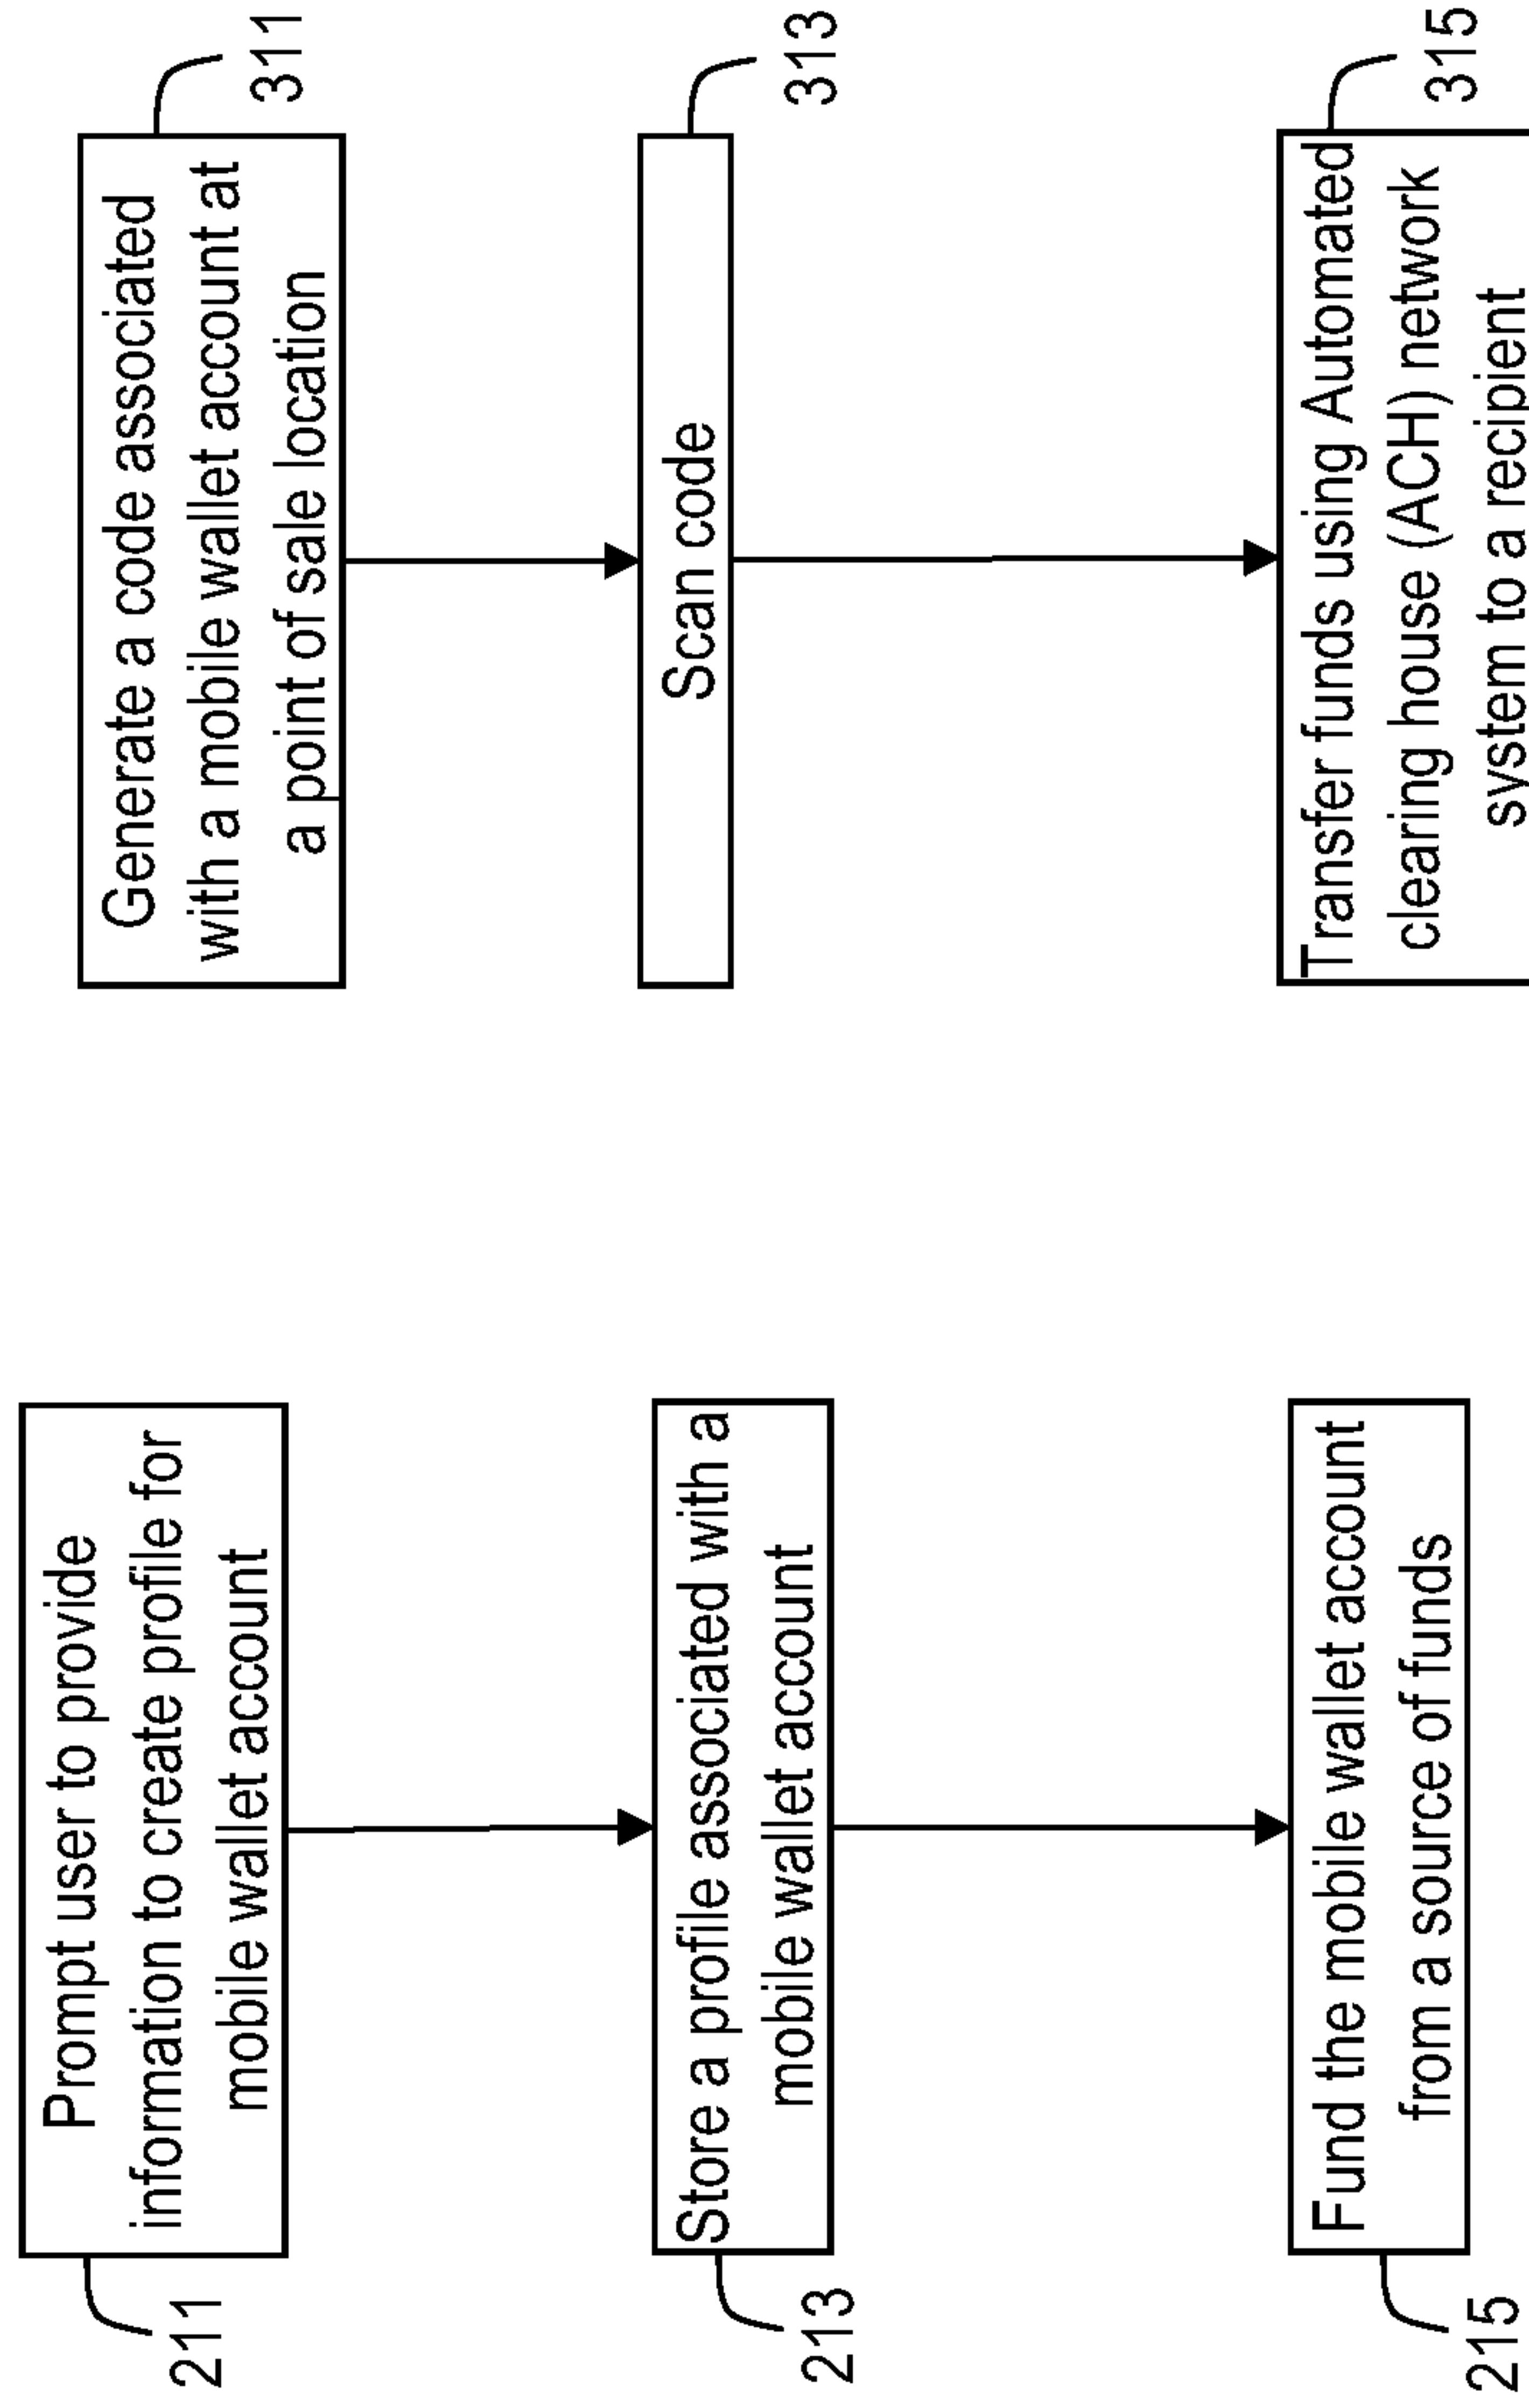 Prompt user to provide
information to create profile for
mobile wallet account
211
Store a profile associated with a
mobile wallet account
213
Fund the mobile wallet account
from a source of funds
215
Generate a code associated
with a mobile wallet account at
a point of sale location
311
Scan code
313
Transfer funds using Automated
clearing house (ACH) network
system to a recipient
315